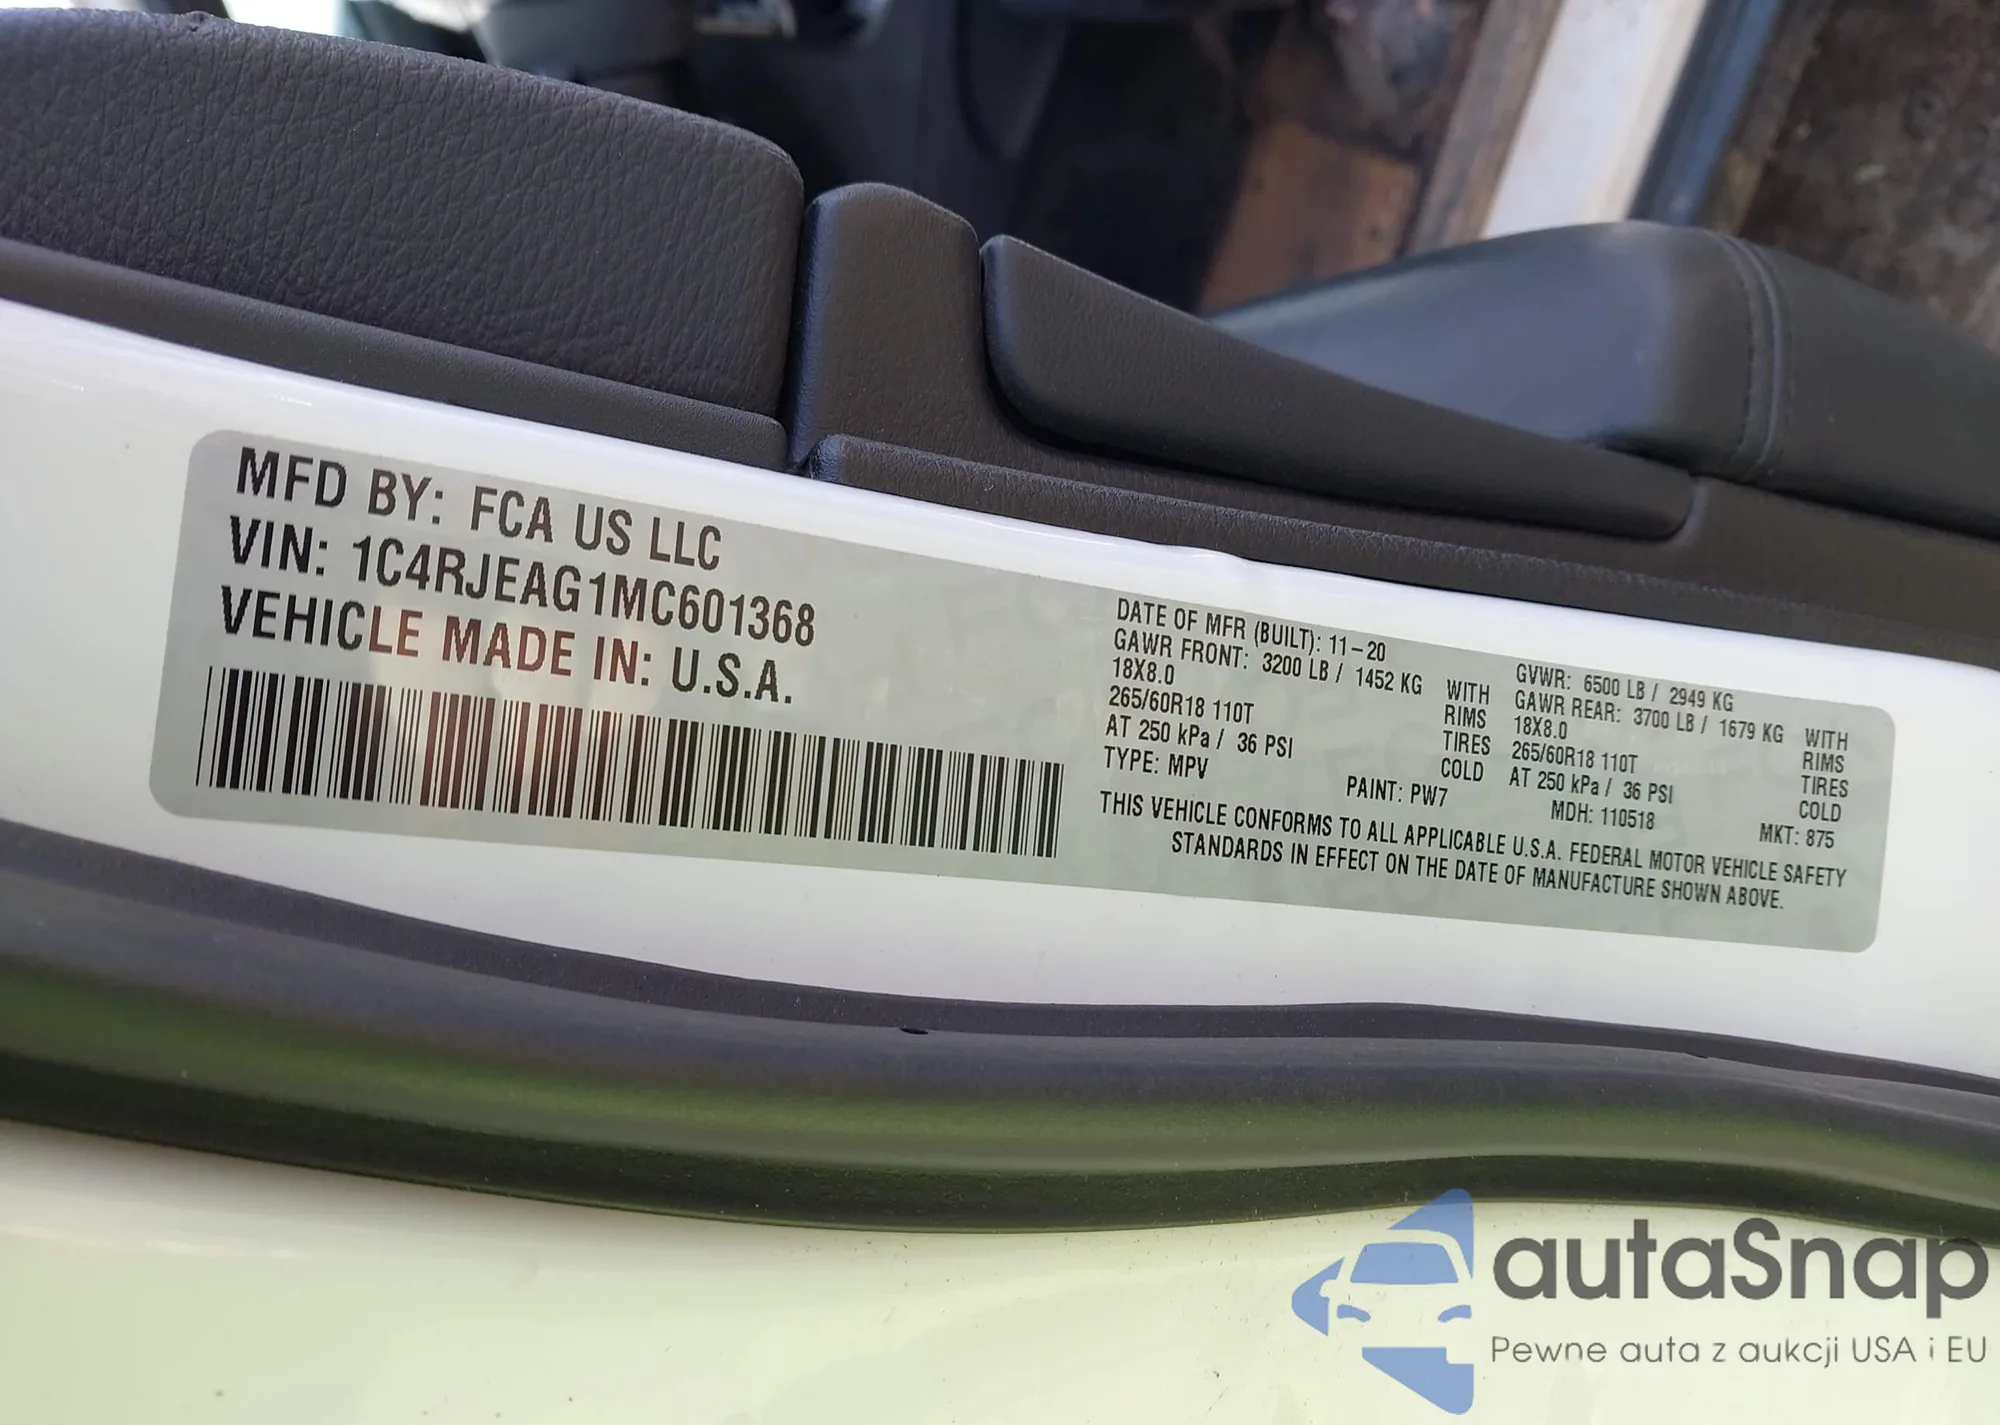 MFD BY: FCA US LLC
VIN: 1C4RJEAG1MC601368
VEHICLE MADE IN: U.S.A.
DATE OF MFR (BUILT): 11-20
GVWR: 6500 LB / 2949 KG
GAWR FRONT: 3200 LB / 1452 KG WITH
18X8.0 RIMS
265/60R18 110T TIRES
AT 250 kPa / 36 PSI COLD
GAWR REAR: 3700 LB / 1679 KG WITH
18X8.0 RIMS
265/60R18 110T TIRES
AT 250 kPa / 36 PSI COLD
TYPE: MPV PAINT: PW7 MDH: 110518 MKT: 875
THIS VEHICLE CONFORMS TO ALL APPLICABLE U.S.A. FEDERAL MOTOR VEHICLE SAFETY
STANDARDS IN EFFECT ON THE DATE OF MANUFACTURE SHOWN ABOVE.
autaSnap
Pewne auta z aukcji USA i EU